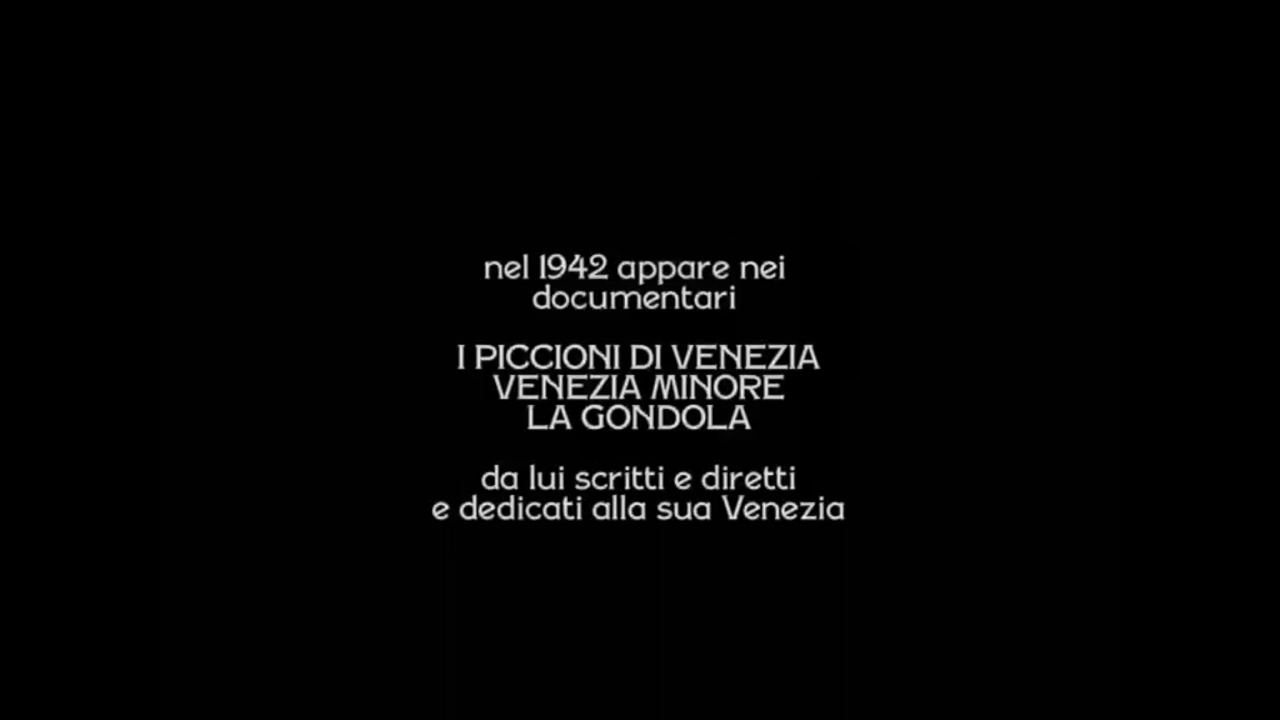 nel 1942 appare nei
documentari
I PICCIONI DI VENEZIA
VENEZIA MINORE
LA GONDOLA
da lui scritti e diretti
e dedicati alla sua Venezia